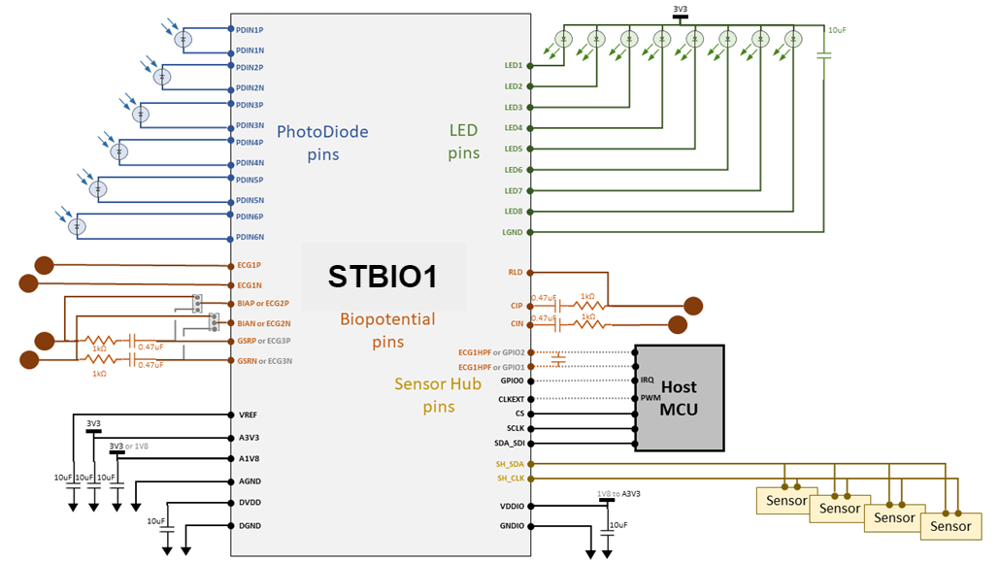 3V3
10uF
PDIN1P
PDIN1N
PDIN2P
PDIN2N
PDIN3P
PDIN3N
PDIN4P
PDIN4N
PDIN5P
PDIN5N
PDIN6P
PDIN6N
PhotoDiode
pins
LED
pins
LED1
LED2
LED3
LED4
LED5
LED6
LED7
LED8
LGND
ECG1P
ECG1N
BIAP or ECG2P
BIAN or ECG2N
GSRP or ECG3P
GSRN or ECG3N
1kΩ
0.47uF
1kΩ
0.47uF
STBIO1
Biopotential
pins
Sensor Hub
pins
RLD
CIP
CIN
0.47uF
1kΩ
0.47uF
1kΩ
ECG1HPF or GPIO2
ECG1HPF or GPIO1
GPIO0
CLKEXT
CS
SCLK
SDA_SDI
IRQ
PWM
Host
MCU
SH_SDA
SH_CLK
Sensor
Sensor
Sensor
Sensor
VREF
A3V3
A1V8
AGND
DVDD
DGND
3V3
3V3 or 1V8
10uF
10uF
10uF
10uF
VDDIO
GNDIO
1V8 to A3V3
10uF